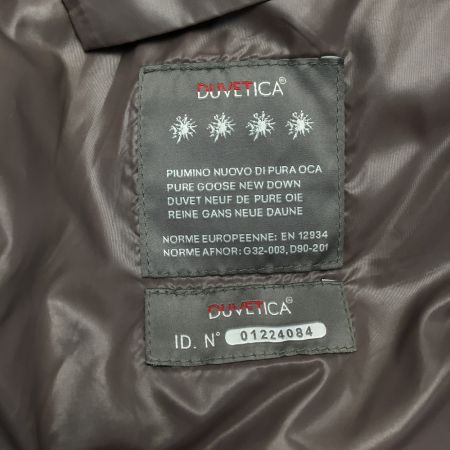 DUVETICA®
PIUMINO NUOVO DI PURA OCA
PURE GOOSE NEW DOWN
DUVET NEUF DE PURE OIE
REINE GANS NEUE DAUNE
NORME EUROPEENNE: EN 12934
NORME AFNOR: G32-003, D90-201
DUVETICA®
ID. N° 01224084